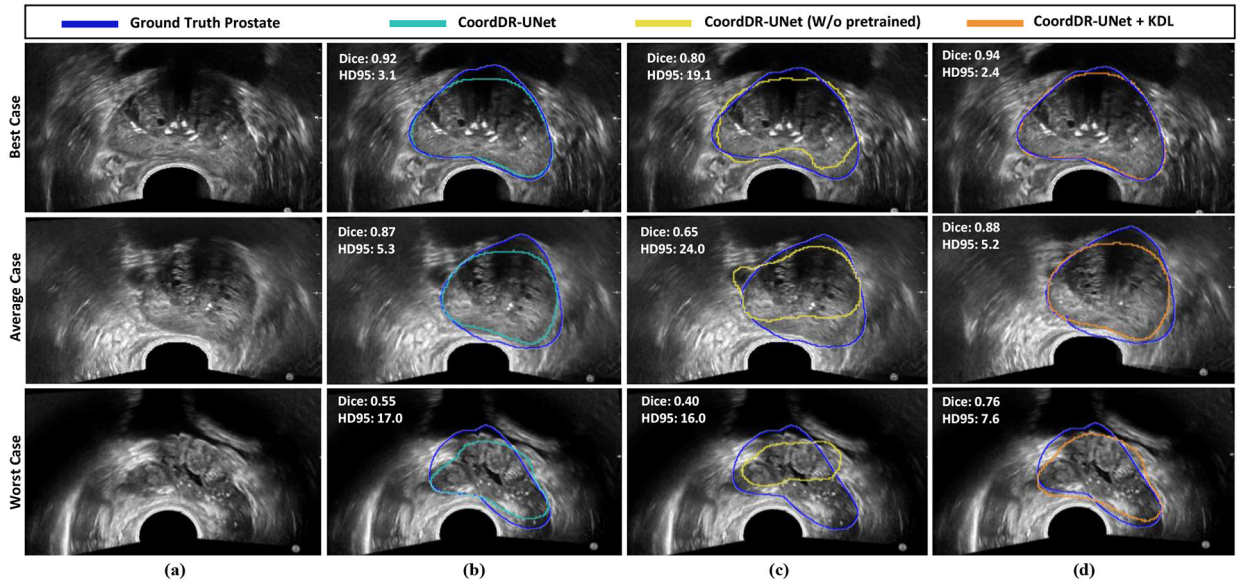 Ground Truth Prostate CoordDR-UNet CoordDR-UNet (W/o pretrained) CoordDR-UNet + KDL
Best Case
Dice: 0.92
HD95: 3.1
Dice: 0.80
HD95: 19.1
Dice: 0.94
HD95: 2.4
Average Case
Dice: 0.87
HD95: 5.3
Dice: 0.65
HD95: 24.0
Dice: 0.88
HD95: 5.2
Worst Case
Dice: 0.55
HD95: 17.0
Dice: 0.40
HD95: 16.0
Dice: 0.76
HD95: 7.6
(a) (b) (c) (d)